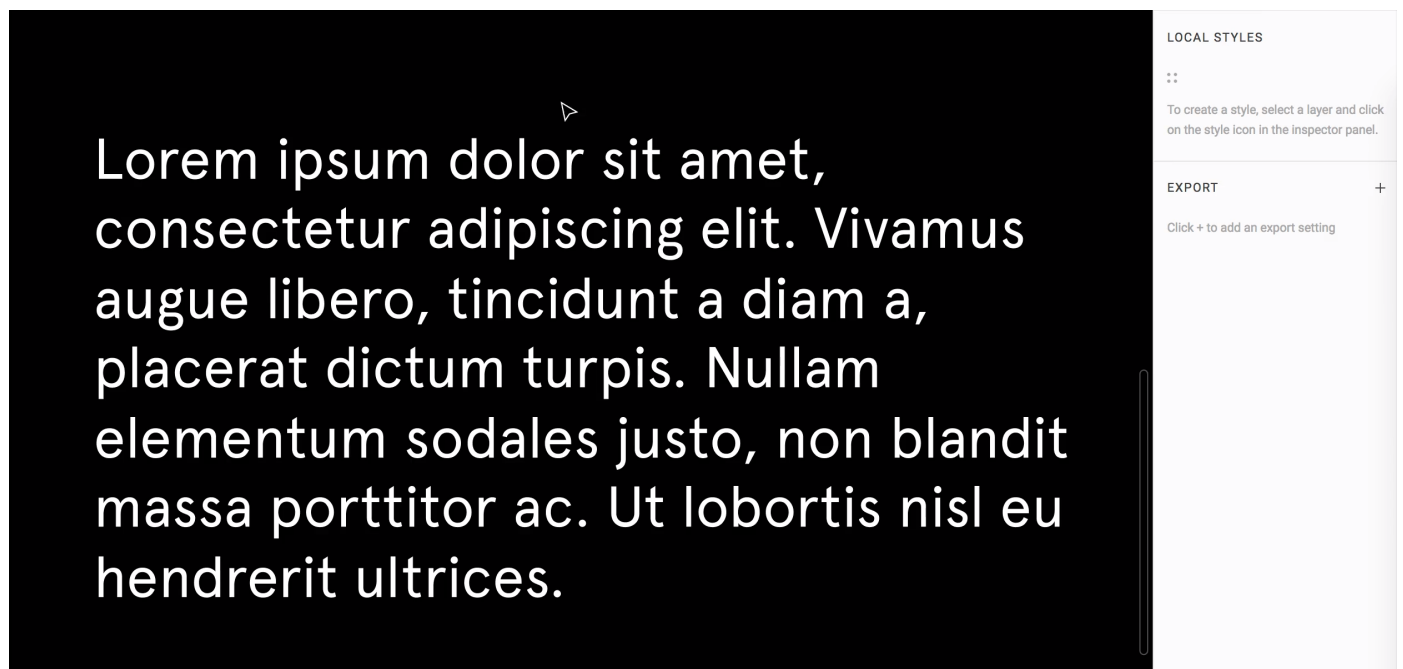 Lorem ipsum dolor sit amet,
consectetur adipiscing elit. Vivamus
augue libero, tincidunt a diam a,
placerat dictum turpis. Nullam
elementum sodales justo, non blandit
massa porttitor ac. Ut lobortis nisl eu
hendrerit ultrices.
LOCAL STYLES
To create a style, select a layer and click
on the style icon in the inspector panel.
EXPORT +
Click + to add an export setting